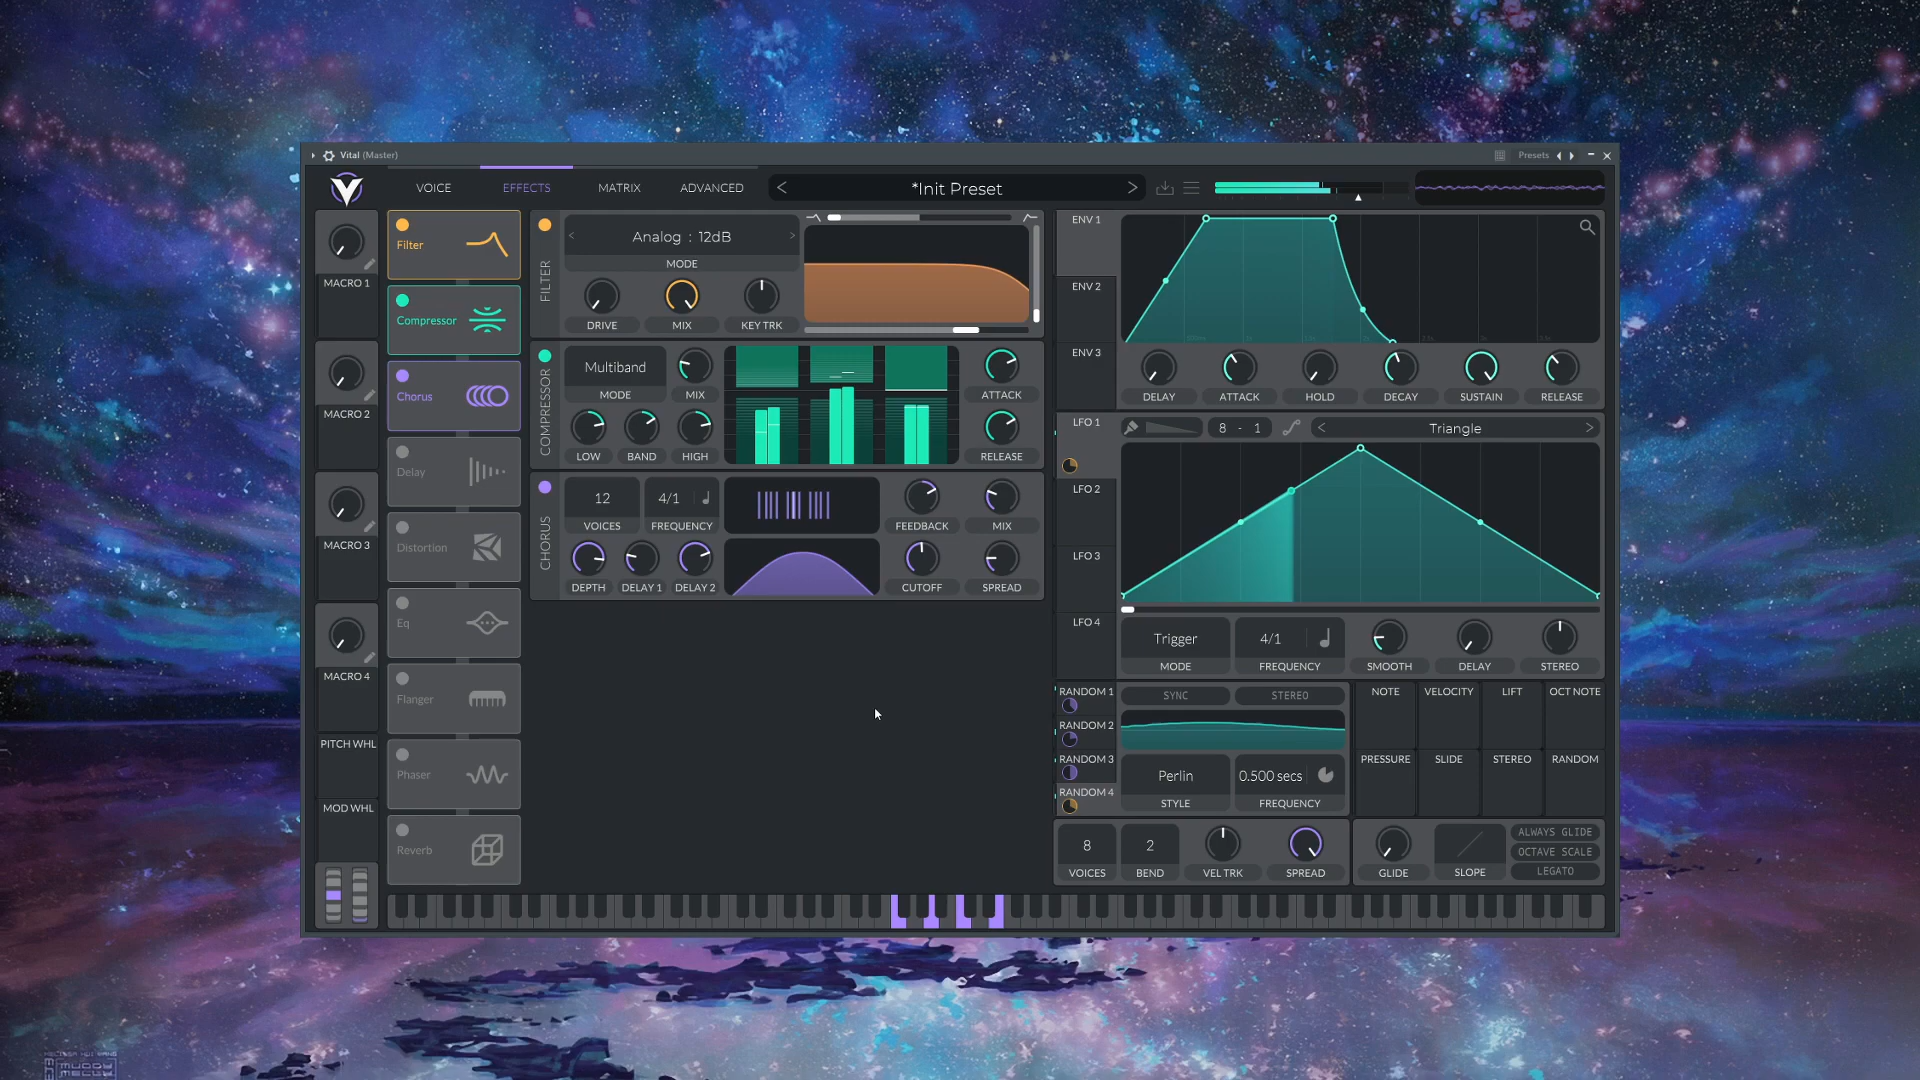 Vital (Master)
Presets
VOICE
EFFECTS
MATRIX
ADVANCED
*Init Preset
MACRO 1
MACRO 2
MACRO 3
MACRO 4
PITCH WHL
MOD WHL
Filter
Compressor
Chorus
Delay
Distortion
Eq
Flanger
Phaser
Reverb
FILTER
Analog : 12dB
MODE
DRIVE
MIX
KEY TRK
COMPRESSOR
Multiband
MODE
MIX
ATTACK
LOW
BAND
HIGH
RELEASE
CHORUS
12
4/1
VOICES
FREQUENCY
FEEDBACK
MIX
DEPTH
DELAY 1
DELAY 2
CUTOFF
SPREAD
ENV 1
ENV 2
ENV 3
DELAY
ATTACK
HOLD
DECAY
SUSTAIN
RELEASE
LFO 1
8 - 1
Triangle
LFO 2
LFO 3
LFO 4
Trigger
4/1
MODE
FREQUENCY
SMOOTH
DELAY
STEREO
RANDOM 1
RANDOM 2
RANDOM 3
RANDOM 4
SYNC
STEREO
Perlin
0.500 secs
STYLE
FREQUENCY
NOTE
VELOCITY
LIFT
OCT NOTE
PRESSURE
SLIDE
STEREO
RANDOM
8
2
VOICES
BEND
VEL TRK
SPREAD
GLIDE
SLOPE
ALWAYS GLIDE
OCTAVE SCALE
LEGATO